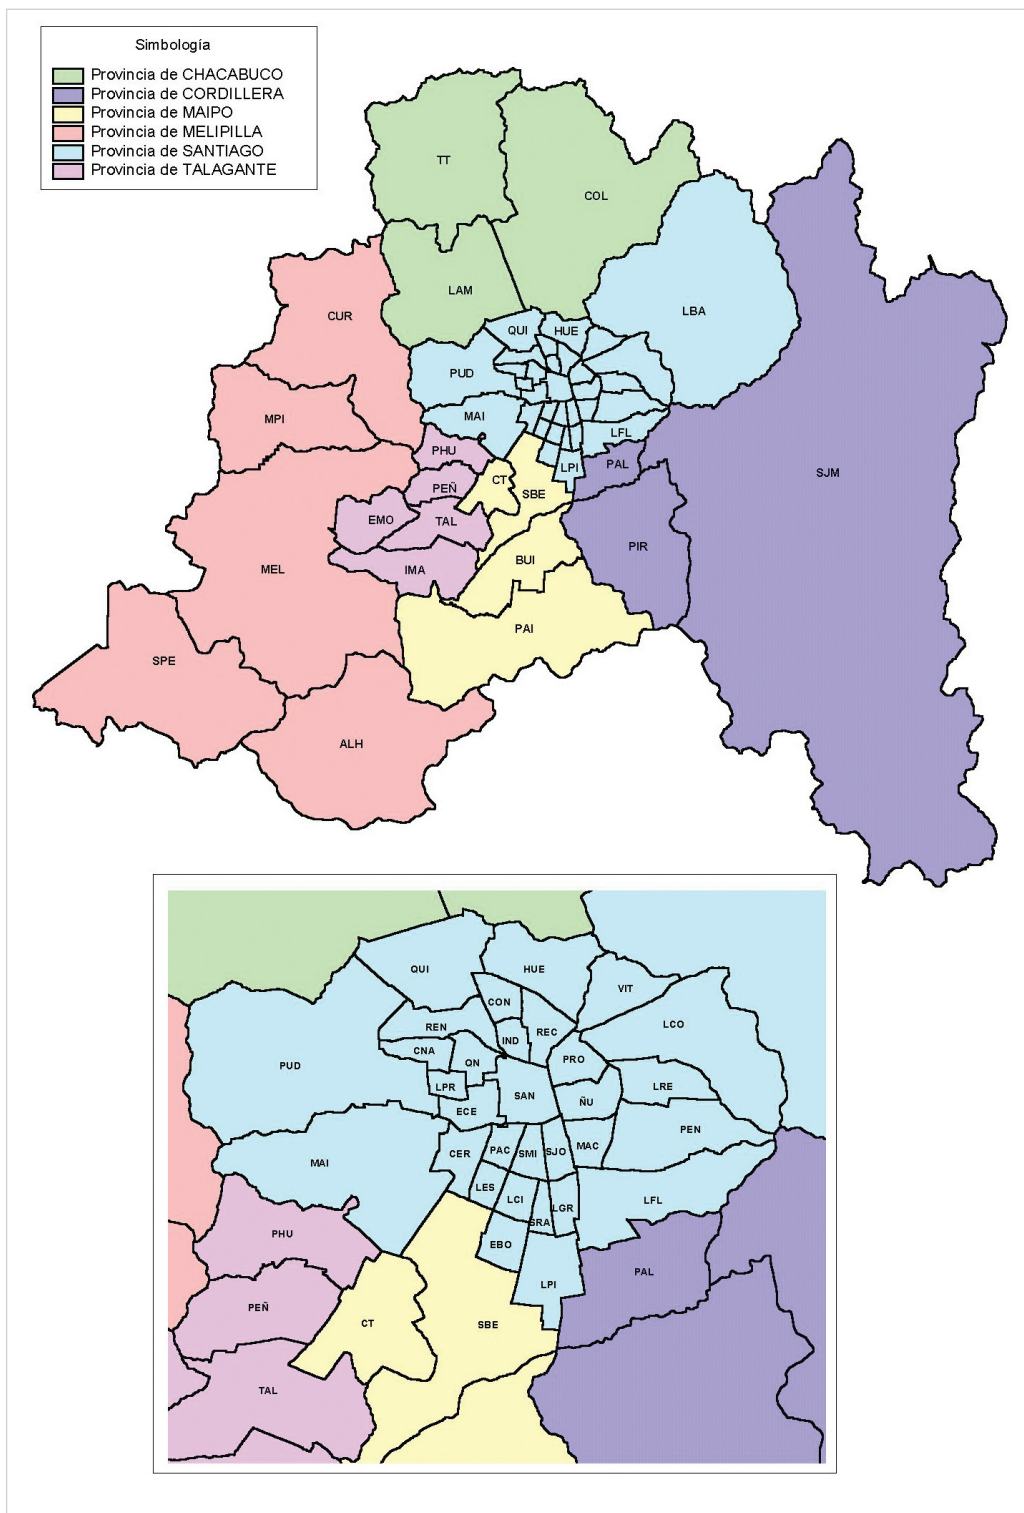 Simbología
Provincia de CHACABUCO
Provincia de CORDILLERA
Provincia de MAIPO
Provincia de MELIPILLA
Provincia de SANTIAGO
Provincia de TALAGANTE
TT
COL
LAM
LBA
CUR
QUI
HUE
PUD
MAI
MPI
LFL
PHU
LPI
PAL
SJM
CT
PEÑ
SBE
EMO
TAL
PIR
BUI
MEL
IMA
PAI
SPE
ALH
QUI
HUE
VIT
CON
REN
REC
LCO
IND
CNA
QN
PRO
PUD
LPR
LRE
SAN
ÑU
ECE
PEN
MAC
CER
PAC
SMI
SJO
MAI
LES
LCI
LGR
LFL
SRA
PHU
EBO
PAL
LPI
PEÑ
CT
SBE
TAL